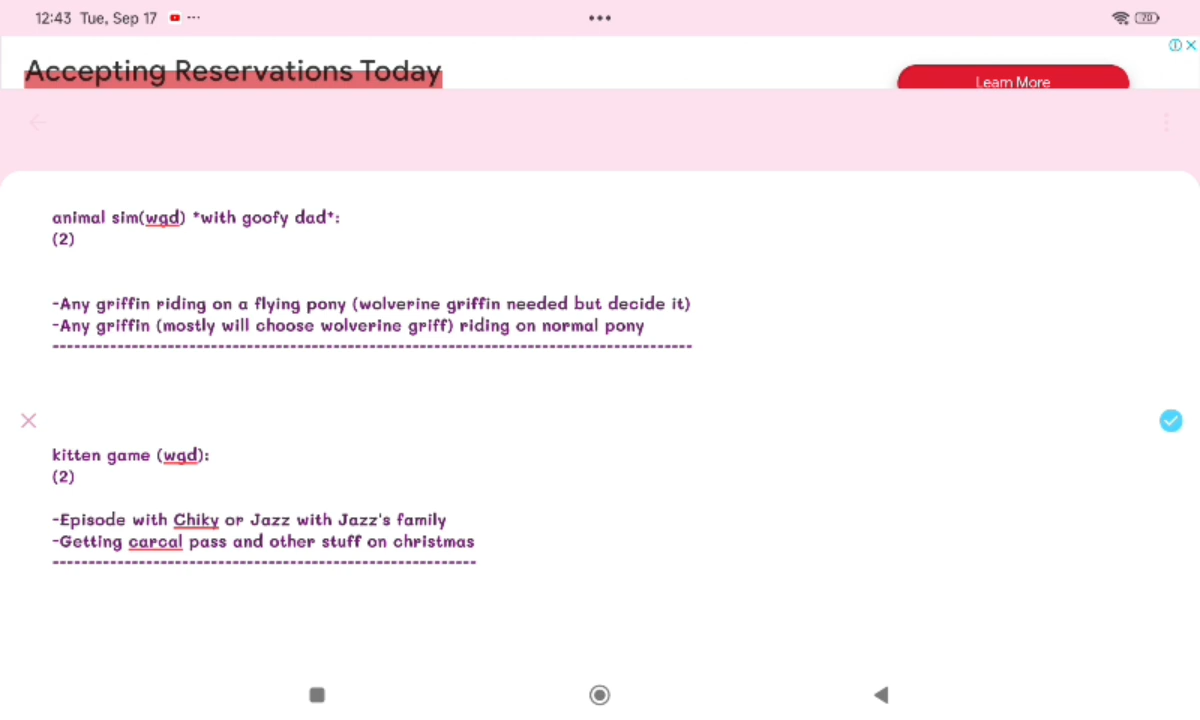 12:43 Tue, Sep 17
70
Accepting Reservations Today
Learn More
animal sim(wgd) *with goofy dad*:
(2)
-Any griffin riding on a flying pony (wolverine griffin needed but decide it)
-Any griffin (mostly will choose wolverine griff) riding on normal pony
----------------------------------------------------------------------------------------
kitten game (wgd):
(2)
-Episode with Chiky or Jazz with Jazz's family
-Getting carcal pass and other stuff on christmas
----------------------------------------------------------